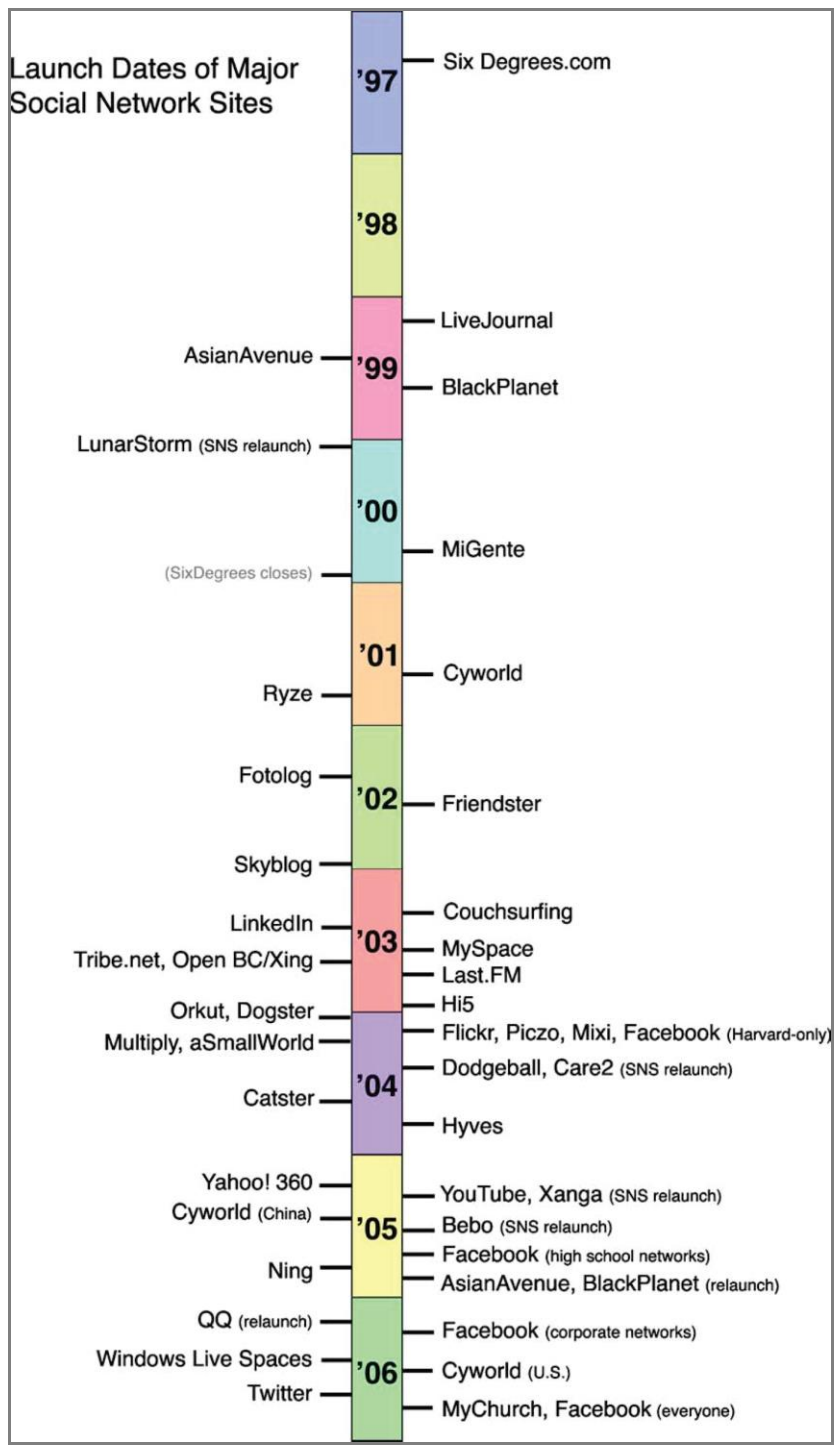 Launch Dates of Major
Social Network Sites
'97
Six Degrees.com
'98
'99
LiveJournal
AsianAvenue
BlackPlanet
'00
LunarStorm (SNS relaunch)
MiGente
(SixDegrees closes)
'01
Cyworld
Ryze
'02
Fotolog
Friendster
Skyblog
'03
Couchsurfing
LinkedIn
MySpace
Tribe.net, Open BC/Xing
Last.FM
Hi5
'04
Orkut, Dogster
Flickr, Piczo, Mixi, Facebook (Harvard-only)
Multiply, aSmallWorld
Dodgeball, Care2 (SNS relaunch)
Catster
Hyves
'05
Yahoo! 360
YouTube, Xanga (SNS relaunch)
Cyworld (China)
Bebo (SNS relaunch)
Facebook (high school networks)
Ning
AsianAvenue, BlackPlanet (relaunch)
'06
QQ (relaunch)
Facebook (corporate networks)
Windows Live Spaces
Cyworld (U.S.)
Twitter
MyChurch, Facebook (everyone)